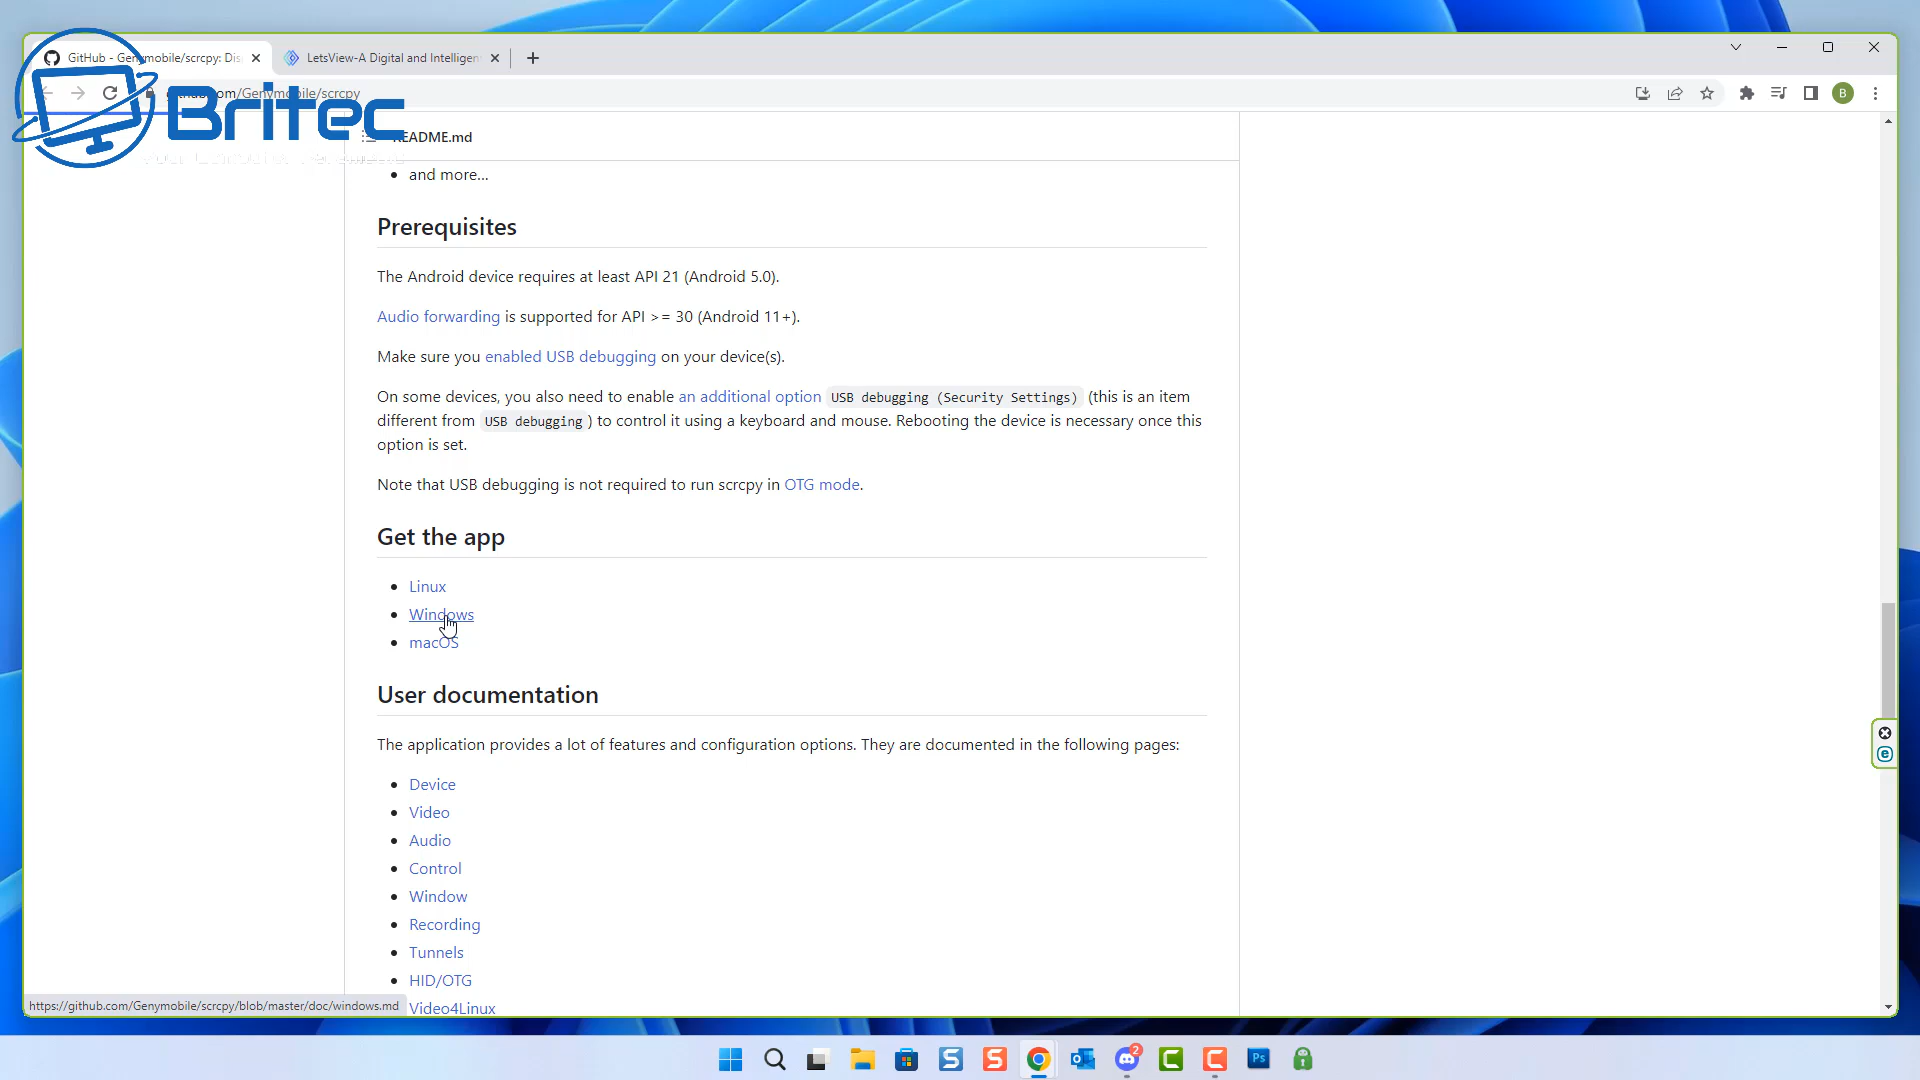 GitHub - Genymobile/scrcpy: Dis
LetsView-A Digital and Intelligen
om/Genymobile/scrcpy
Britec
README.md
and more...
Prerequisites
The Android device requires at least API 21 (Android 5.0).
Audio forwarding is supported for API >= 30 (Android 11+).
Make sure you enabled USB debugging on your device(s).
On some devices, you also need to enable an additional option USB debugging (Security Settings) (this is an item
different from USB debugging ) to control it using a keyboard and mouse. Rebooting the device is necessary once this
option is set.
Note that USB debugging is not required to run scrcpy in OTG mode.
Get the app
Linux
Windows
macOS
User documentation
The application provides a lot of features and configuration options. They are documented in the following pages:
Device
Video
Audio
Control
Window
Recording
Tunnels
HID/OTG
Video4Linux
https://github.com/Genymobile/scrcpy/blob/master/doc/windows.md
B
2
Ps